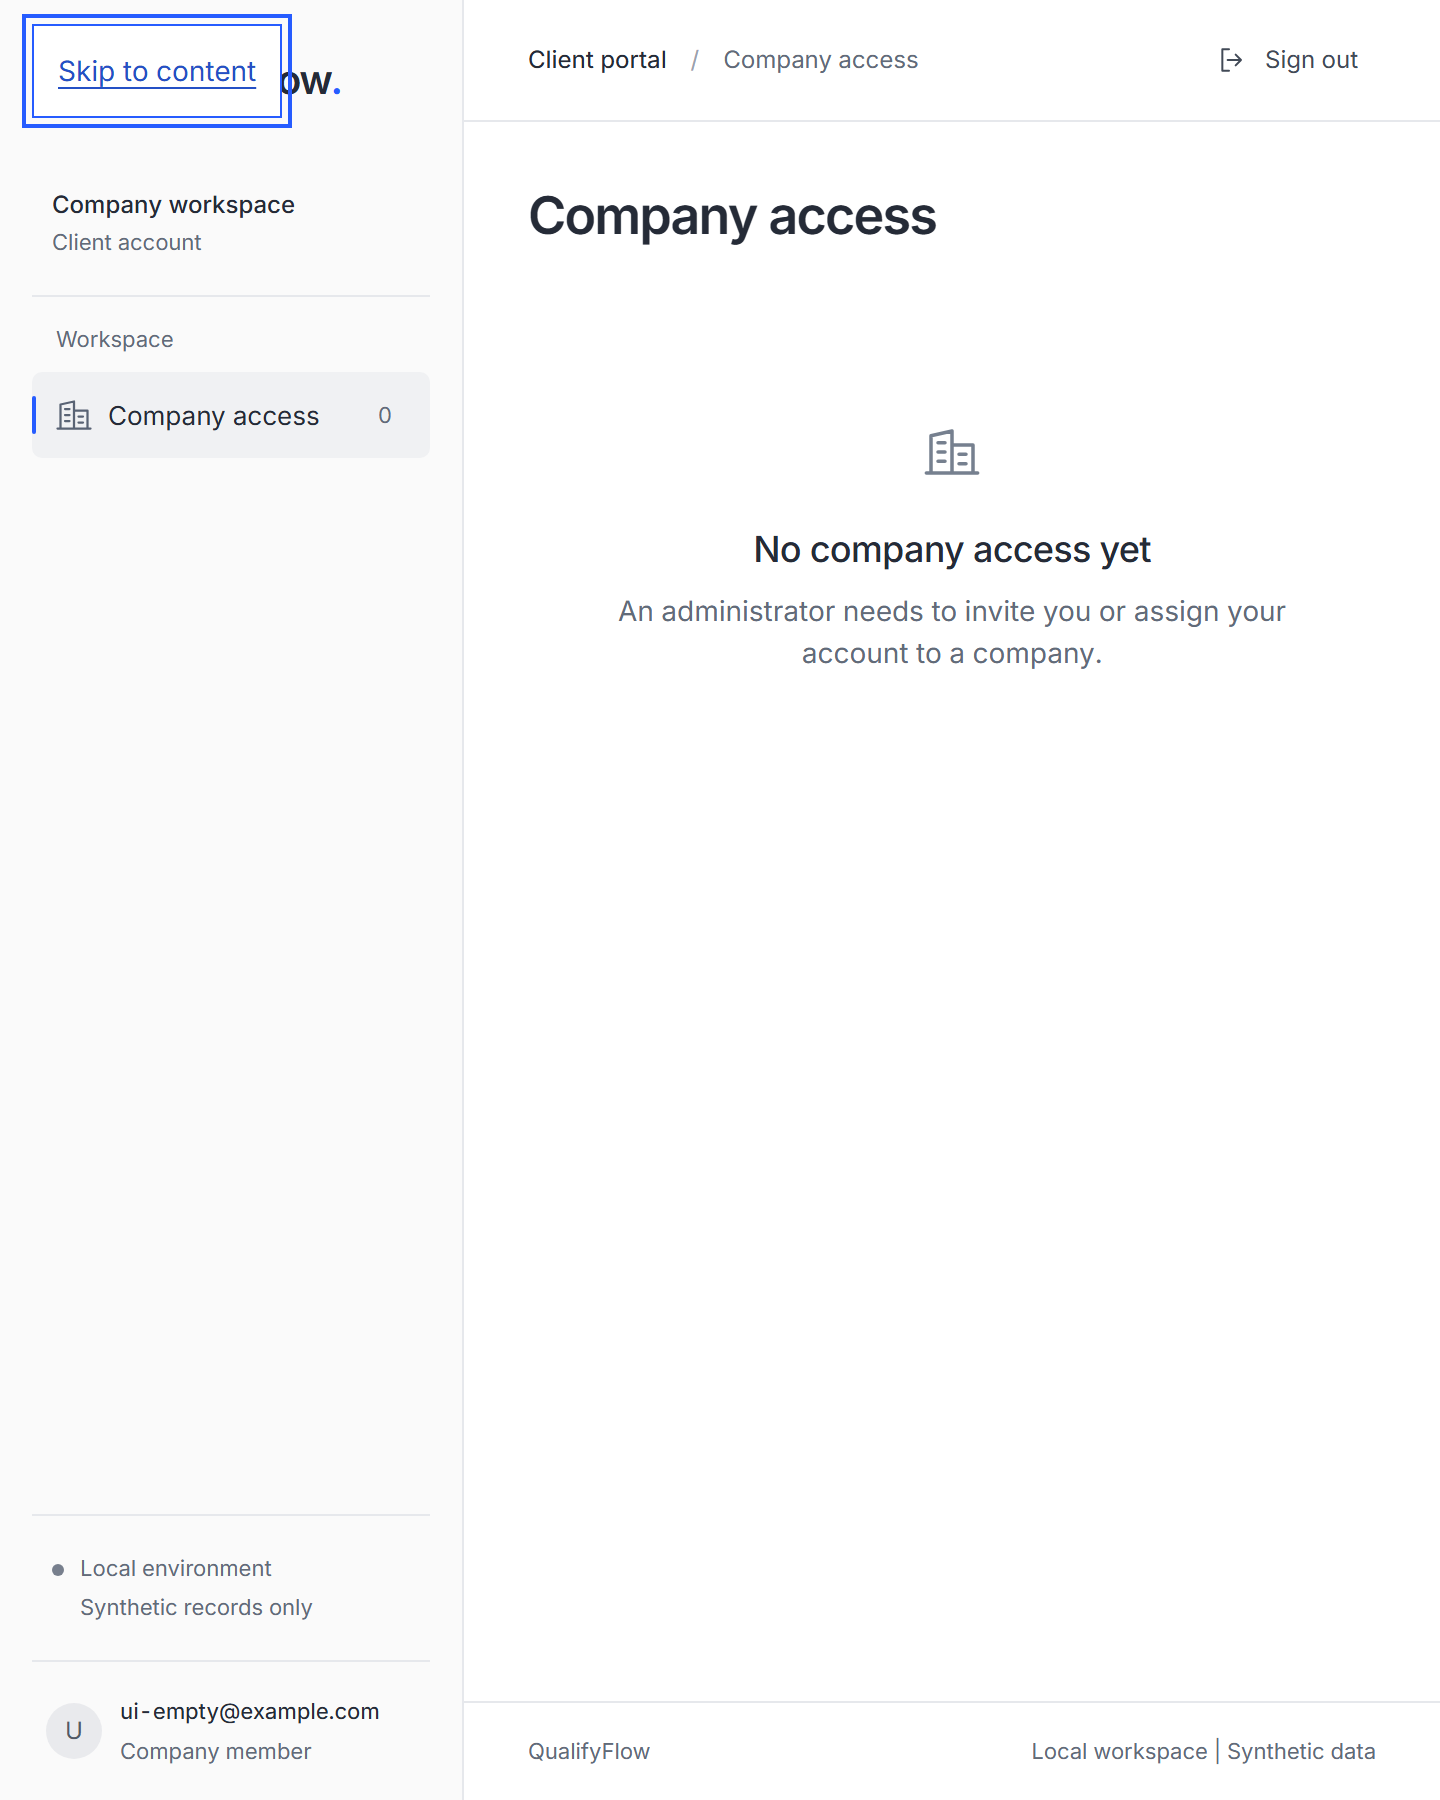 Skip to content
ow.
Company workspace
Client account
Workspace
Company access 0
Local environment
Synthetic records only
U
ui-empty@example.com
Company member
Client portal / Company access
Sign out
Company access
No company access yet
An administrator needs to invite you or assign your
account to a company.
QualifyFlow
Local workspace | Synthetic data